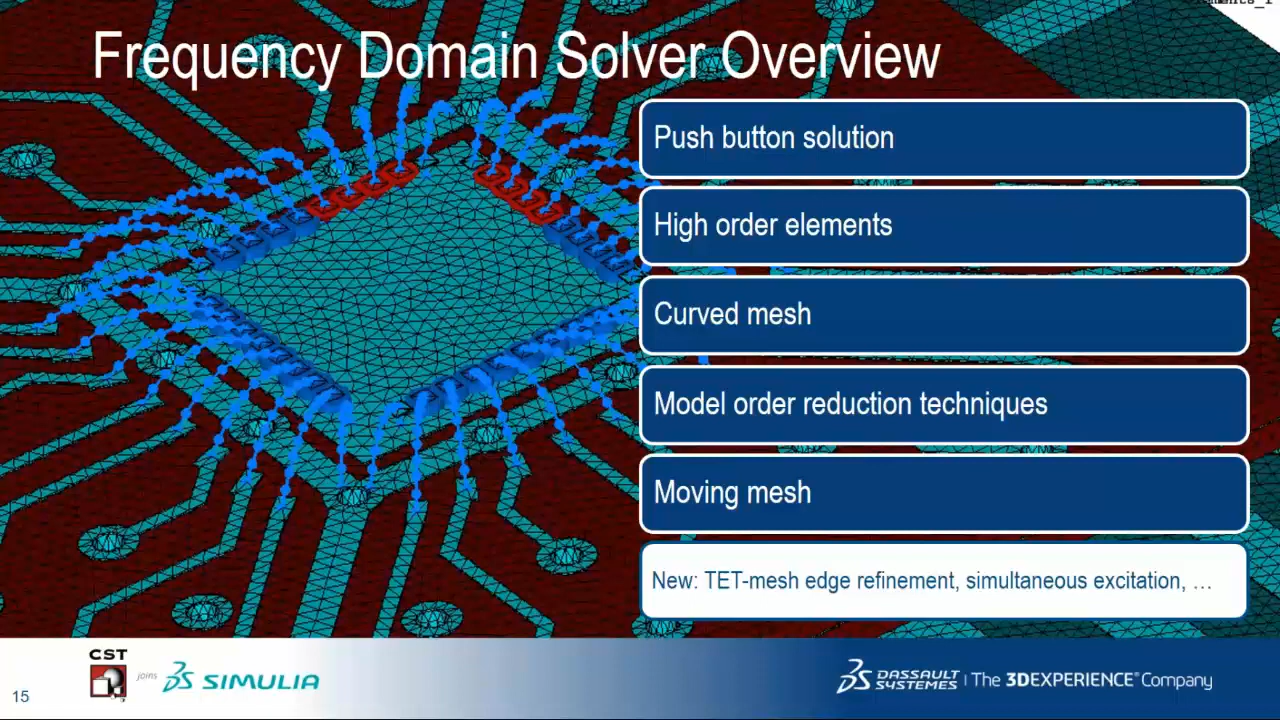 Frequency Domain Solver Overview
Push button solution
High order elements
Curved mesh
Model order reduction techniques
Moving mesh
New: TET-mesh edge refinement, simultaneous excitation, …
CST
joins
SIMULIA
DASSAULT
SYSTEMES
| The 3DEXPERIENCE® Company
15